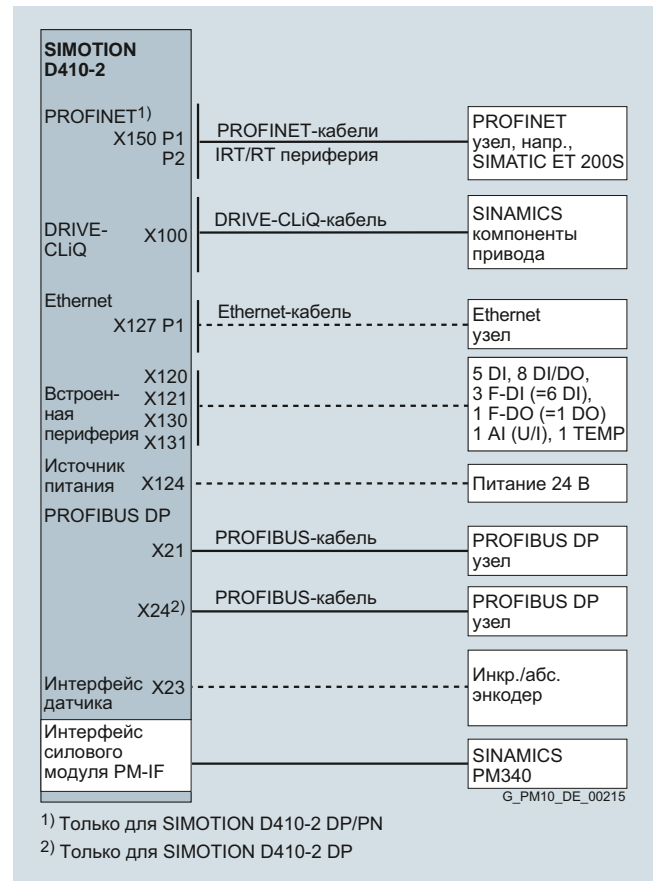 SIMOTION
D410-2
PROFINET1)
X150 P1
P2
PROFINET-кабели
IRT/RT периферия
PROFINET
узел, напр.,
SIMATIC ET 200S
DRIVE-
CLiQ
X100
DRIVE-CLiQ-кабель
SINAMICS
компоненты
привода
Ethernet
X127 P1
Ethernet-кабель
Ethernet
узел
Встроен-
ная
периферия
X120
X121
X130
X131
5 DI, 8 DI/DO,
3 F-DI (=6 DI),
1 F-DO (=1 DO)
1 AI (U/I), 1 TEMP
Источник
питания
X124
Питание 24 В
PROFIBUS DP
X21
PROFIBUS-кабель
PROFIBUS DP
узел
X242)
PROFIBUS-кабель
PROFIBUS DP
узел
Интерфейс
датчика
X23
Инкр./абс.
энкодер
Интерфейс
силового
модуля PM-IF
SINAMICS
PM340
G_PM10_DE_00215
1) Только для SIMOTION D410-2 DP/PN
2) Только для SIMOTION D410-2 DP